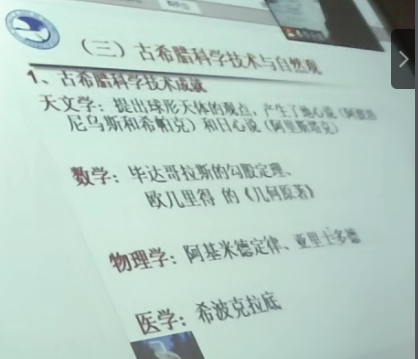 （三）古希腊科学技术与自然观
1、古希腊科学技术成就
天文学：提出球形天体的观点，产生了地心说（阿
尼乌斯和希帕克）和日心说（阿里斯塔克）
数学：毕达哥拉斯的勾股定理、
欧几里得 的《几何原著》
物理学：阿基米德定律、亚里士多德
医学：希波克拉底